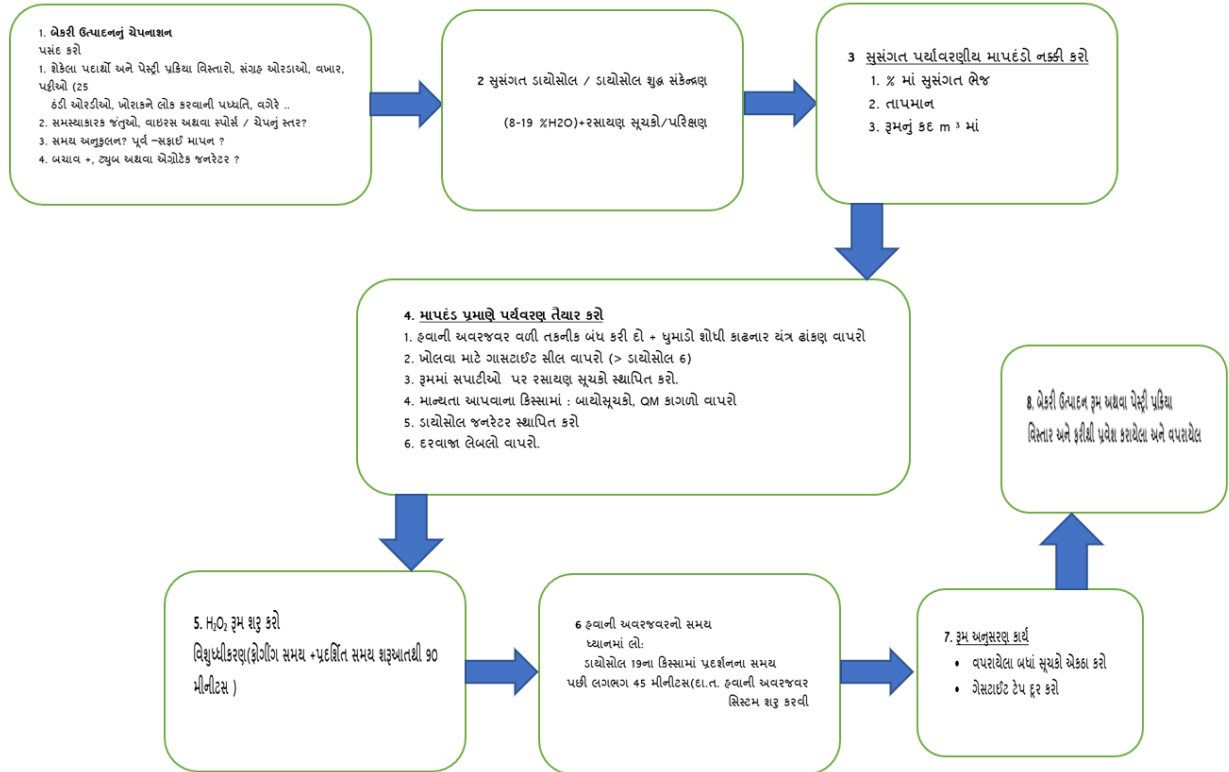 1. બેકરી ઉત્પાદનનું ચેપનાશન
પસંદ કરો
1. શેકેલા પદાર્થો અને પેસ્ટ્રી પ્રક્રિયા વિસ્તારો, સંગ્રહ ઓરડાઓ, વખાર,
પટ્ટીઓ (25
ઠંડી ઓરડીઓ, ખોરાકને લોક કરવાની પધ્ધતિ, વગેરે ..
2. સમસ્યાકારક જંતુઓ, વાઇરસ અથવા સ્પોર્સ / ચેપનું સ્તર?
3. સમય અનુકુલન? પૂર્વ –સફાઈ માપન ?
4. બચાવ +, ટ્યુબ અથવા એગ્રોટેક જનરેટર ?
2 સુસંગત ડાયોસોલ / ડાયોસોલ શુદ્ધ સંકેન્દ્રણ
(8-19 %H2O)+રસાયણ સૂચકો/પરિક્ષણ
3 સુસંગત પર્યાવરણીય માપદંડો નક્કી કરો
1. % માં સુસંગત ભેજ
2. તાપમાન
3. રૂમનું કદ m ³ માં
4. માપદંડ પ્રમાણે પર્યવરણ તૈયાર કરો
1. હવાની અવરજવર વળી તકનીક બંધ કરી દો + ધુમાડો શોધી કાઢનાર યંત્ર ઢાંકણ વાપરો
2. ખોલવા માટે ગાસટાઈટ સીલ વાપરો (> ડાયોસોલ 6)
3. રૂમમાં સપાટીઓ પર રસાયણ સૂચકો સ્થાપિત કરો.
4. માન્યતા આપવાના કિસ્સામાં : બાયોસૂચકો, QM કાગળો વાપરો
5. ડાયોસોલ જનરેટર સ્થાપિત કરો
6. દરવાજા લેબલો વાપરો.
5. H₂O₂ રૂમ શરૂ કરો
વિશુધ્ધીકરણ(ફોગીંગ સમય +પ્રદર્શિત સમય શરૂઆતથી 90
મીનીટસ )
6 હવાની અવરજવરનો સમય
ધ્યાનમાં લો:
ડાયોસોલ 19ના કિસ્સામાં પ્રદર્શનના સમય
પછી લગભગ 45 મીનીટસ(દા.ત. હવાની અવરજવર
સિસ્ટમ શરૂ કરવી
7. રૂમ અનુસરણ કાર્ય
• વપરાયેલા બધાં સૂચકો એકઠા કરો
• ગેસટાઈટ ટેપ દૂર કરો
8. બેકરી ઉત્પાદન રૂમ અથવા પેસ્ટ્રી પ્રક્રિયા
વિસ્તાર અને ફરીથી પ્રવેશ કરાયેલા અને વપરાયેલ